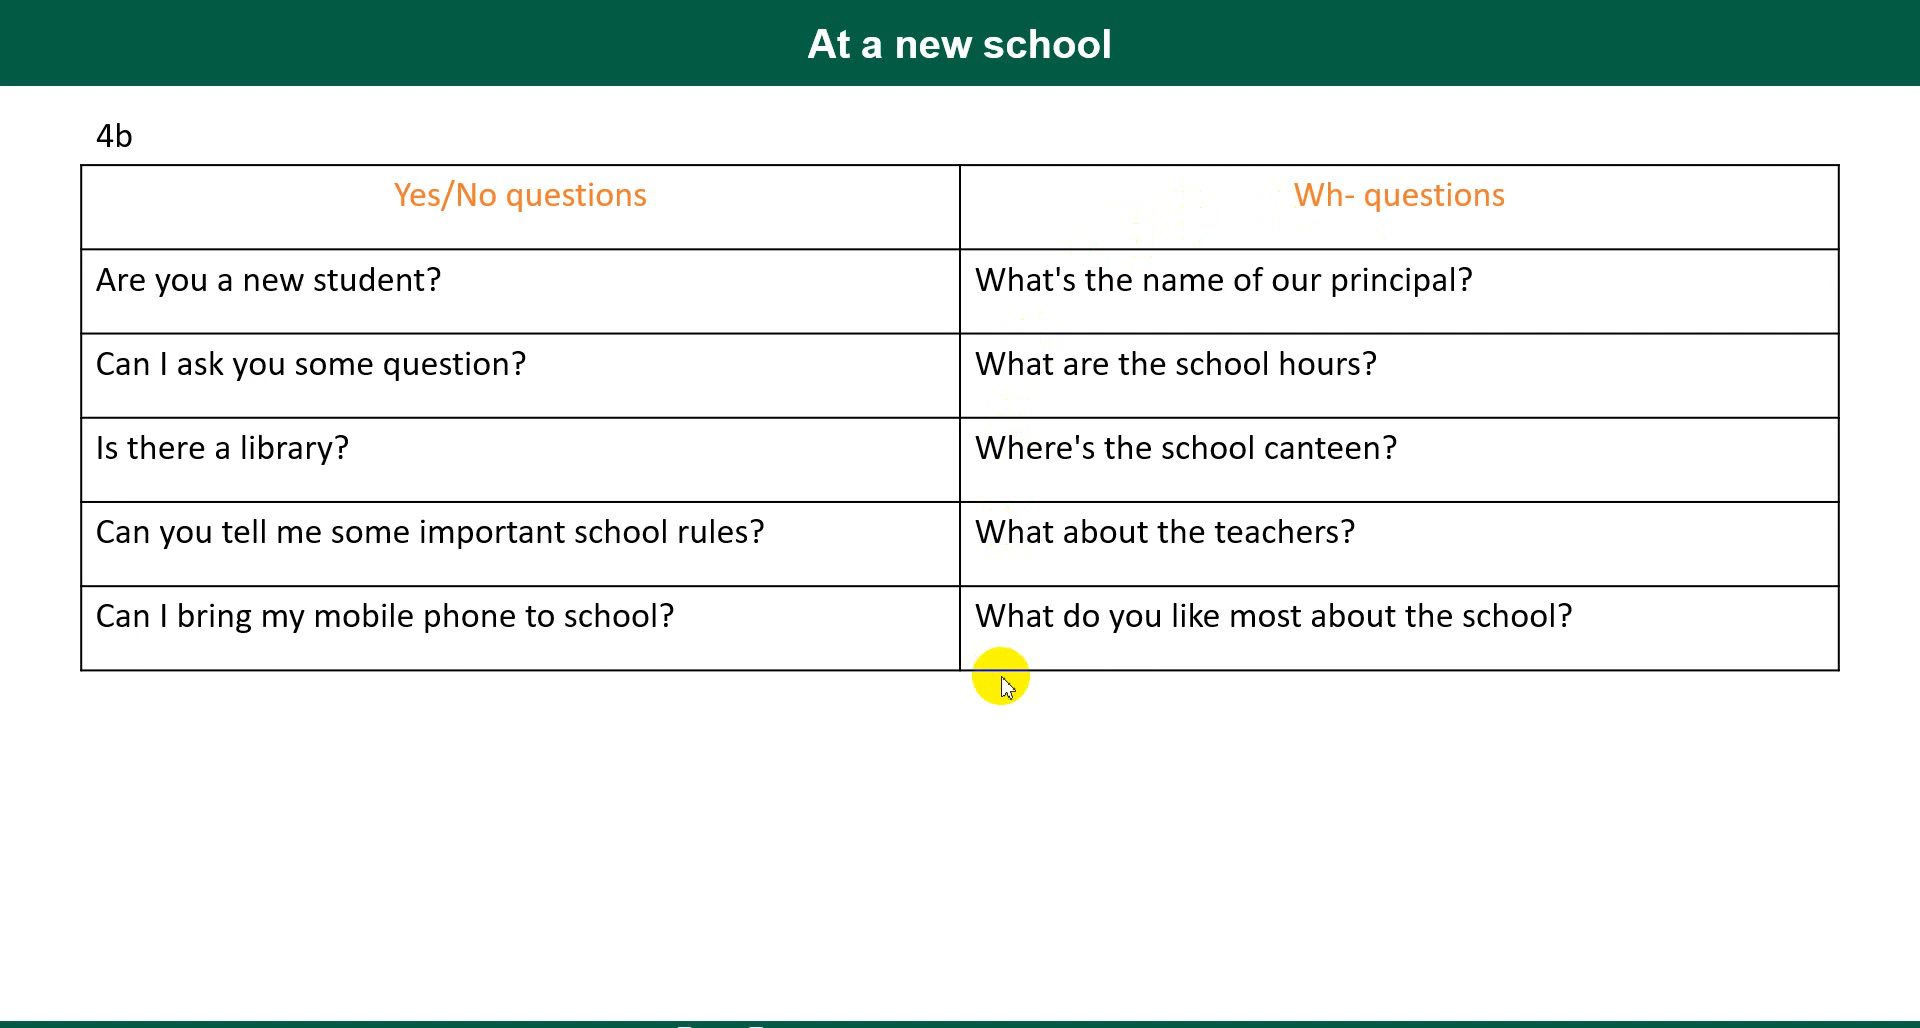 At a new school
4b
Yes/No questions
Wh- questions
Are you a new student?
What's the name of our principal?
Can I ask you some question?
What are the school hours?
Is there a library?
Where's the school canteen?
Can you tell me some important school rules?
What about the teachers?
Can I bring my mobile phone to school?
What do you like most about the school?